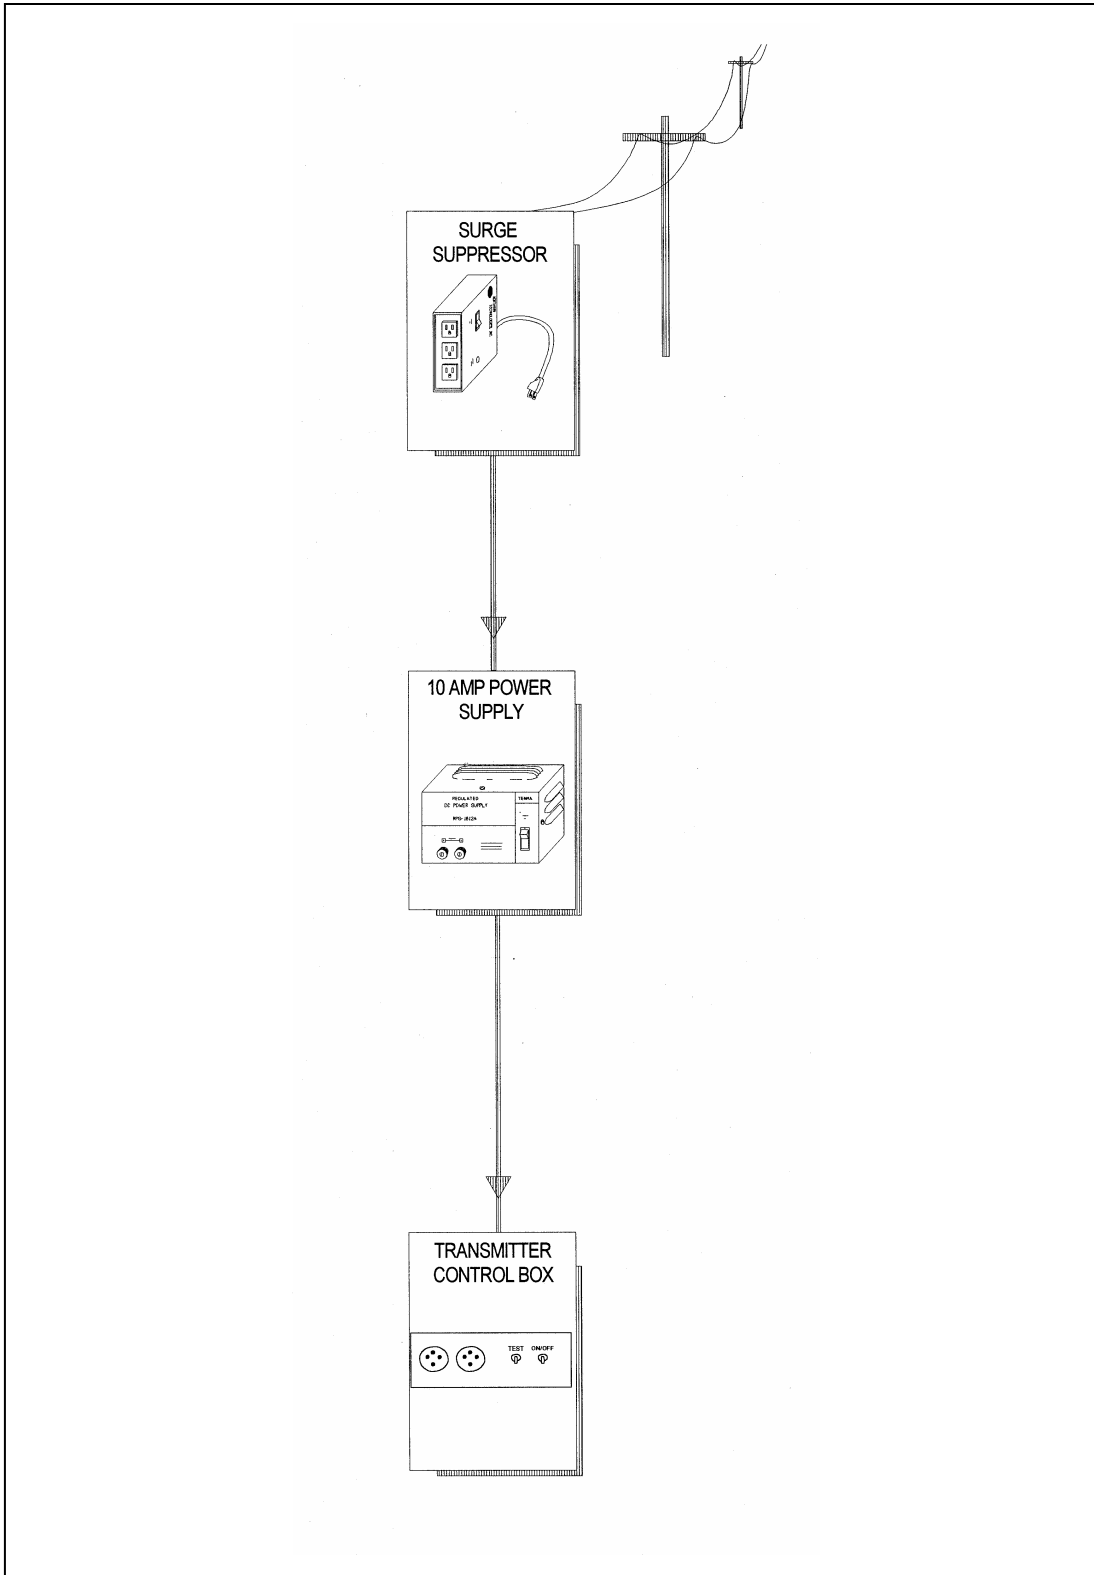 SURGE
SUPPRESSOR
10 AMP POWER
SUPPLY
REGULATED
DC POWER SUPPLY
TENMA
TRANSMITTER
CONTROL BOX
TEST ON/OFF